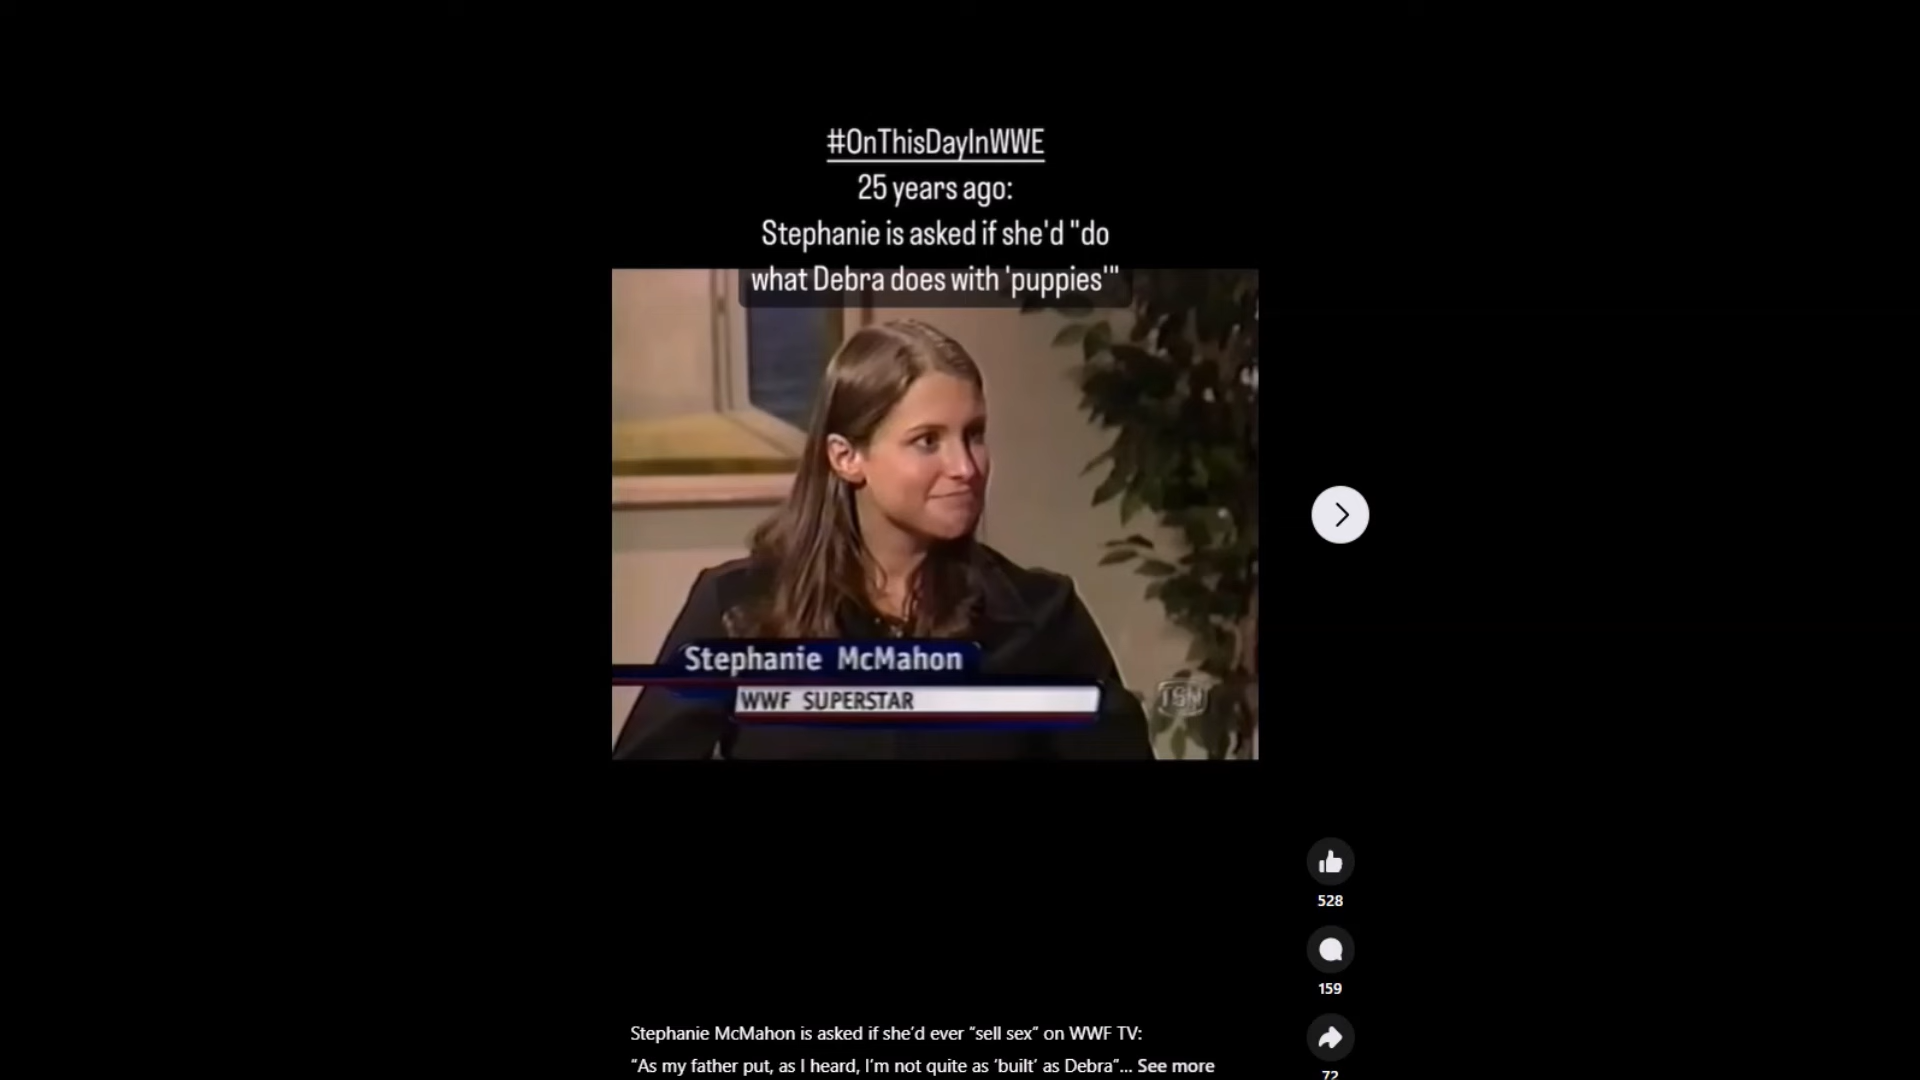 #OnThisDayInWWE
25 years ago:
Stephanie is asked if she'd "do
what Debra does with 'puppies'"
Stephanie McMahon
WWF SUPERSTAR
TSN
528
159
72
Stephanie McMahon is asked if she’d ever “sell sex” on WWF TV:
“As my father put, as I heard, I’m not quite as ‘built’ as Debra”... See more